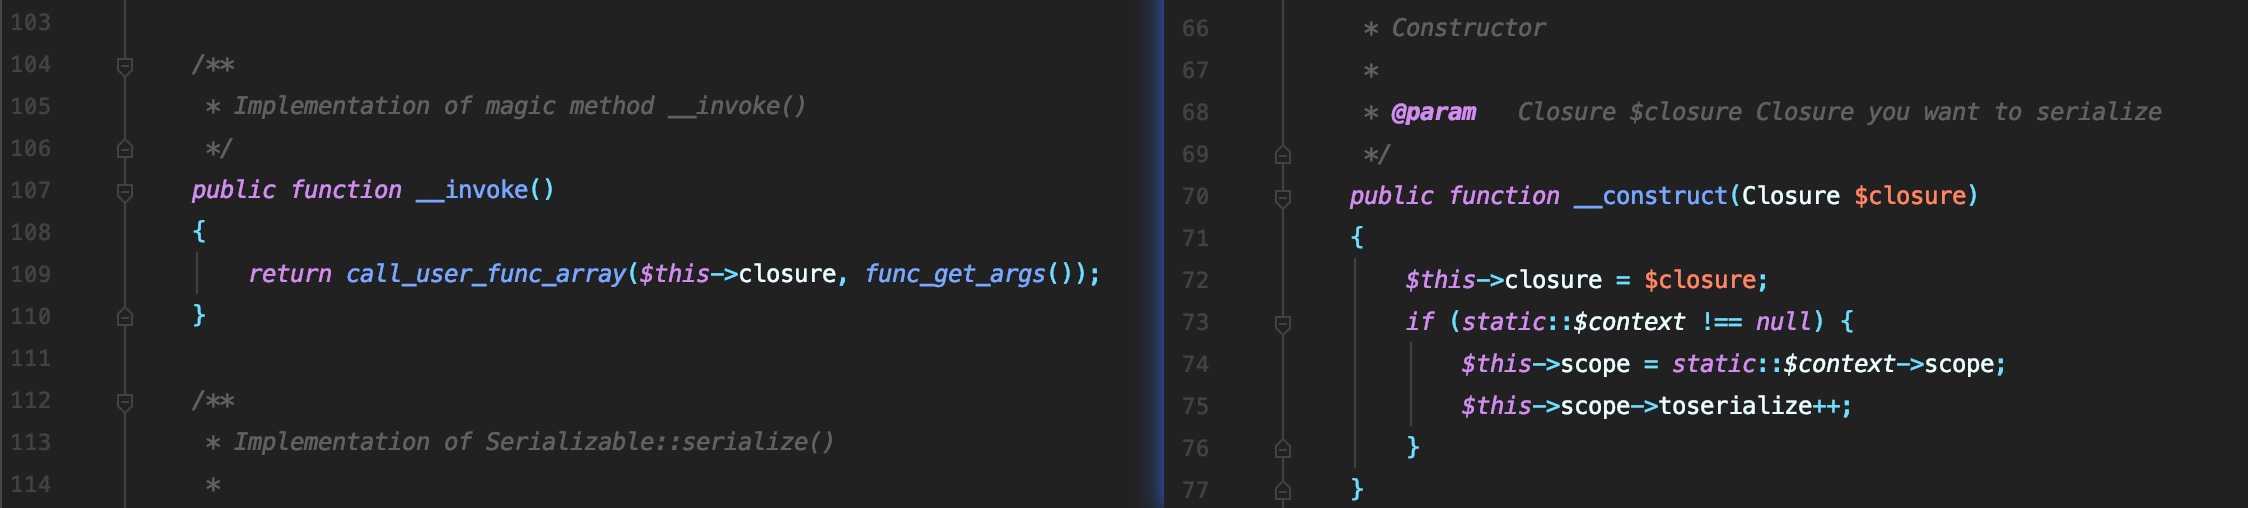 103
104 /**
105 * Implementation of magic method __invoke()
106 */
107 public function __invoke()
108 {
109 return call_user_func_array($this->closure, func_get_args());
110 }
111
112 /**
113 * Implementation of Serializable::serialize()
114 *
66 * Constructor
67 *
68 * @param Closure $closure Closure you want to serialize
69 */
70 public function __construct(Closure $closure)
71 {
72 $this->closure = $closure;
73 if (static::$context !== null) {
74 $this->scope = static::$context->scope;
75 $this->scope->toserialize++;
76 }
77 }